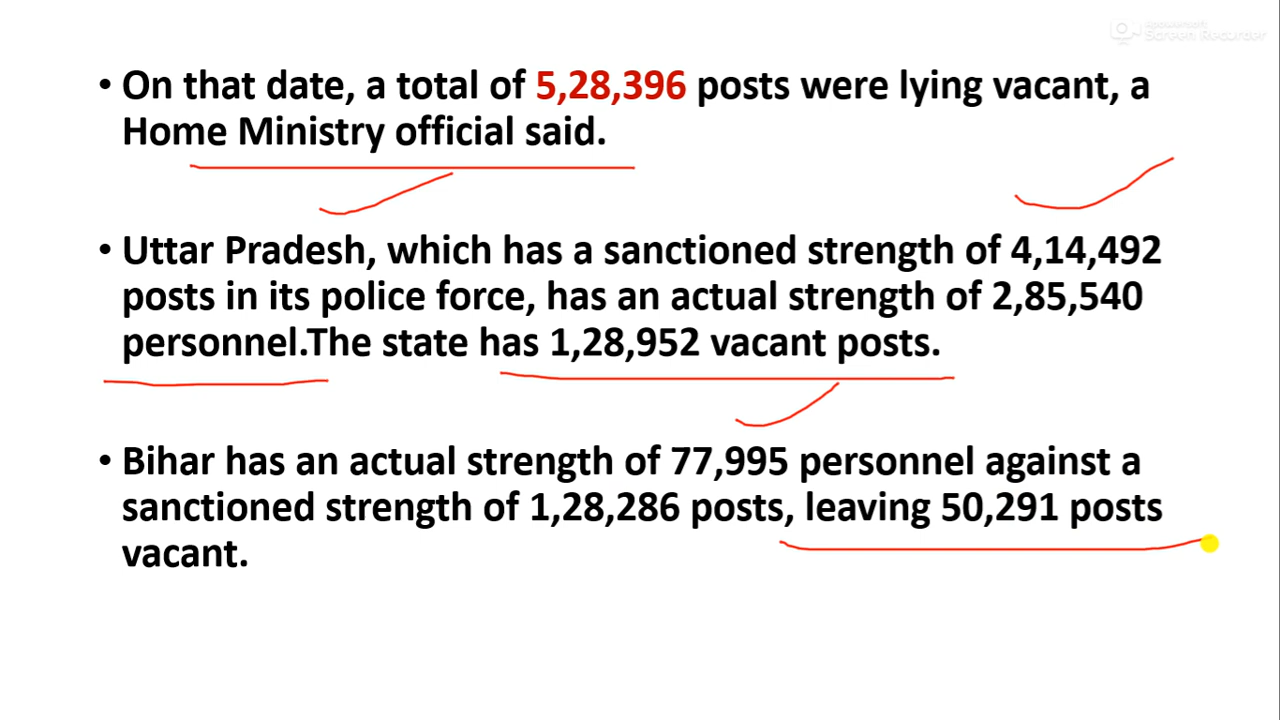 Apowersoft
Screen Recorder
• On that date, a total of 5,28,396 posts were lying vacant, a
Home Ministry official said.
• Uttar Pradesh, which has a sanctioned strength of 4,14,492
posts in its police force, has an actual strength of 2,85,540
personnel.The state has 1,28,952 vacant posts.
• Bihar has an actual strength of 77,995 personnel against a
sanctioned strength of 1,28,286 posts, leaving 50,291 posts
vacant.